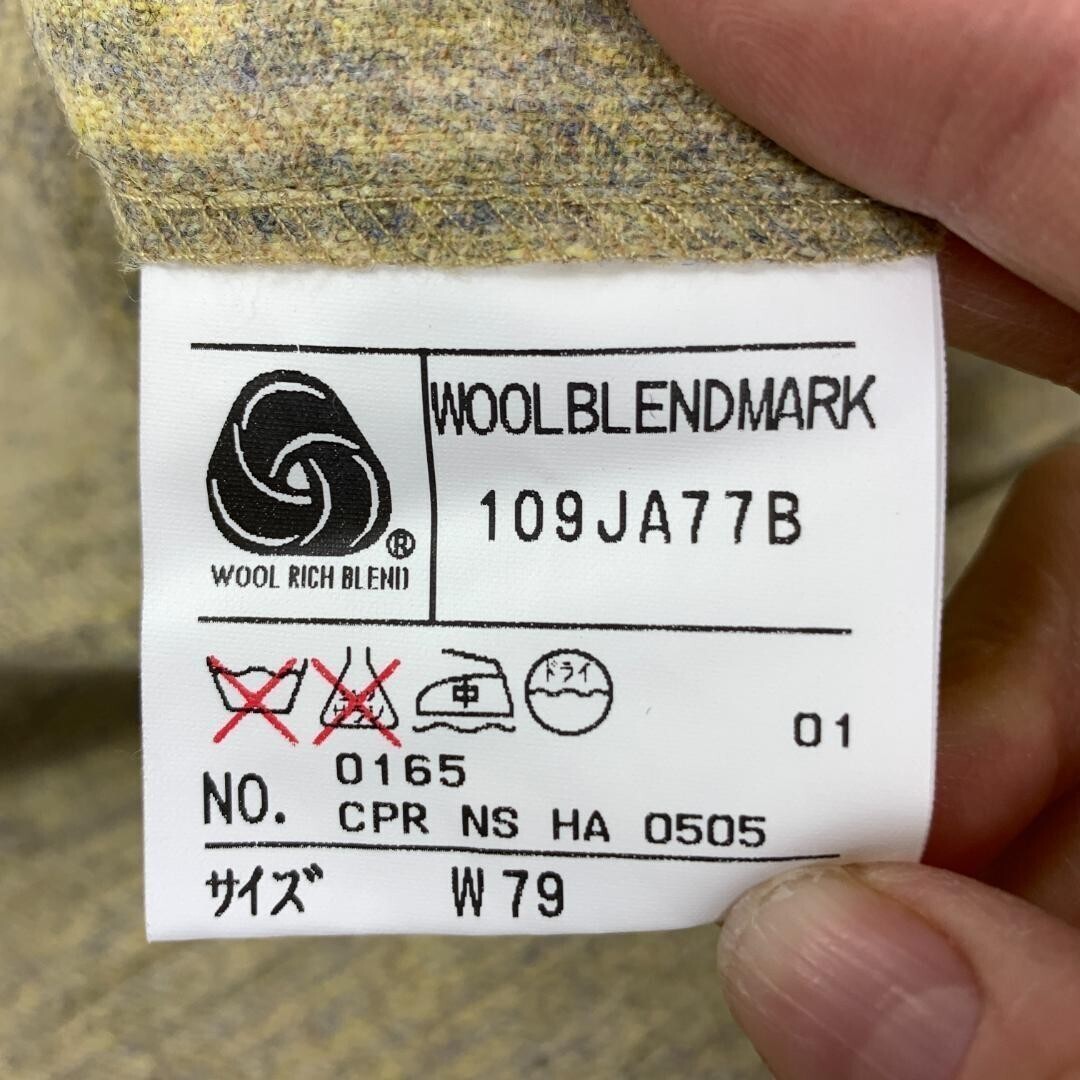 WOOLBLENDMARK
109JA77B
®
WOOL RICH BLEND
中
ドライ
01
0165
NO. CPR NS HA 0505
サイズ W79